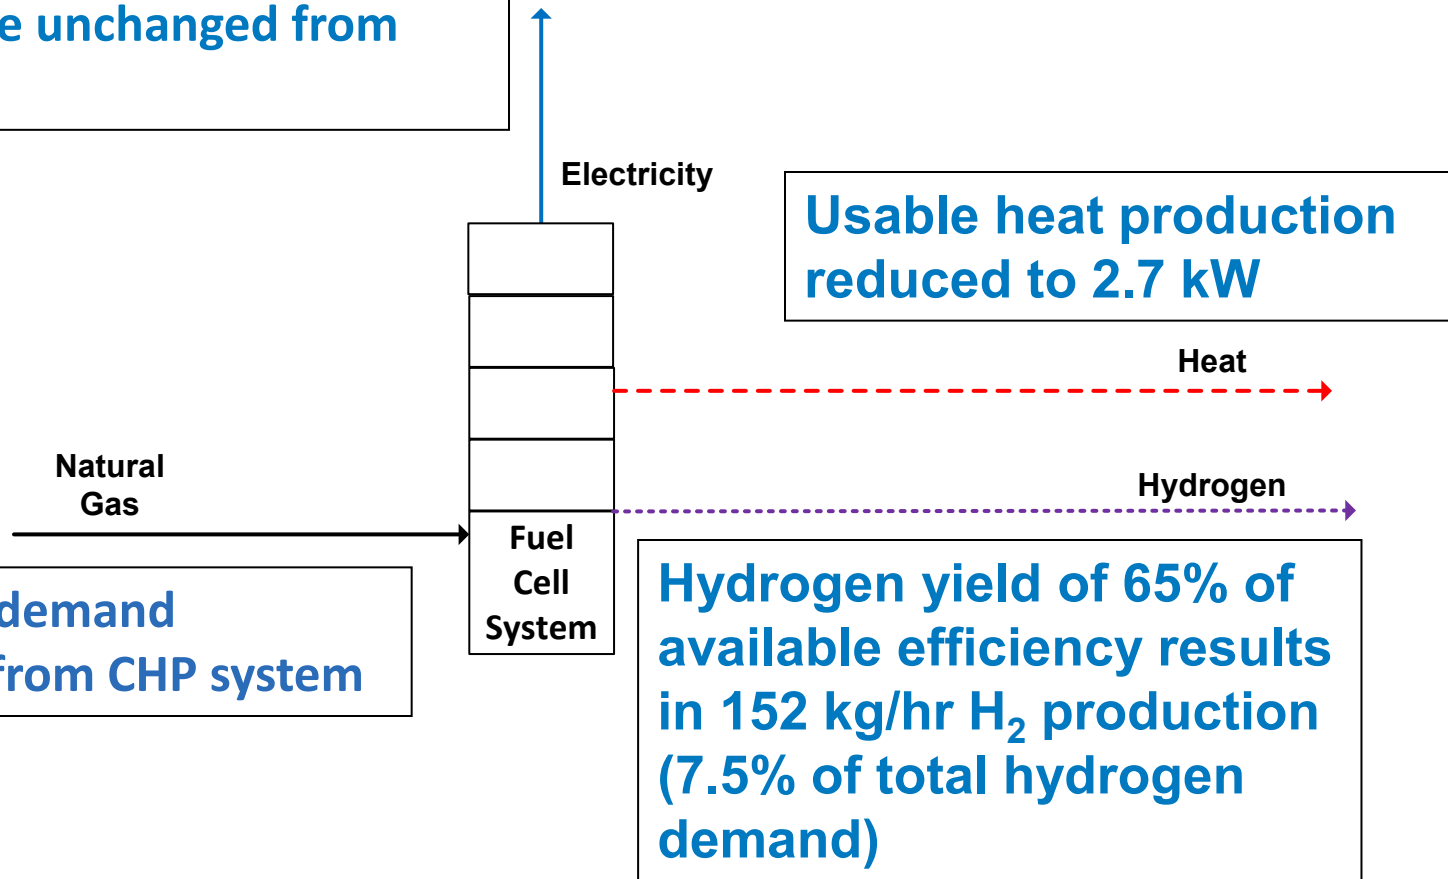 e unchanged from
Electricity
Usable heat production
reduced to 2.7 kW
Heat
Natural
Gas
Hydrogen
Fuel
Cell
System
demand
from CHP system
Hydrogen yield of 65% of
available efficiency results
in 152 kg/hr H₂ production
(7.5% of total hydrogen
demand)